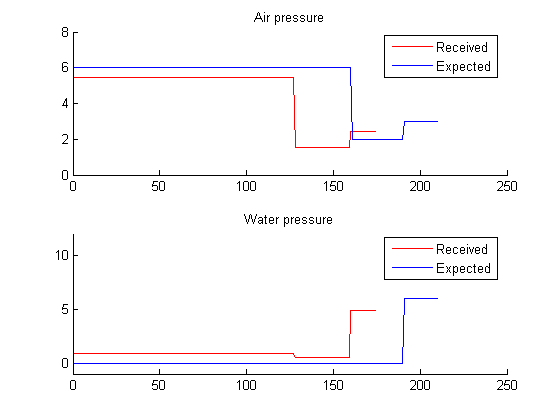 Air pressure
8
6
4
2
0
0 50 100 150 200 250
Received
Expected
Water pressure
10
5
0
0 50 100 150 200 250
Received
Expected